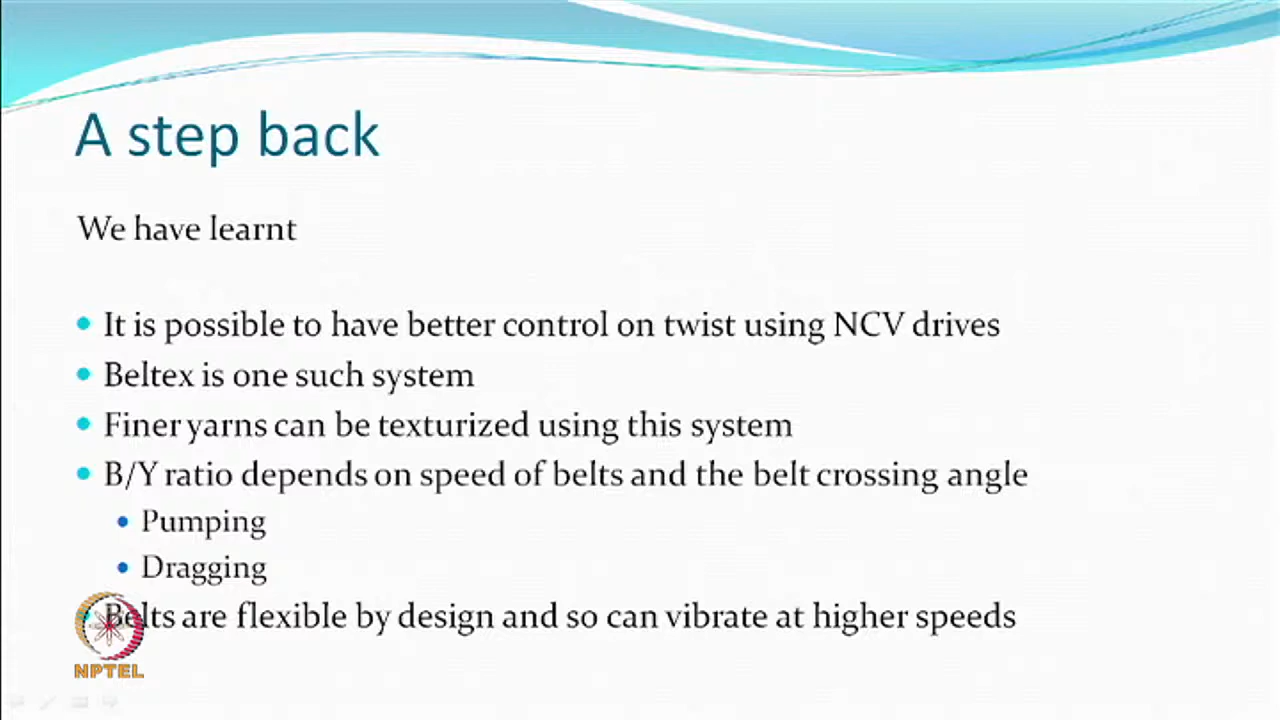 A step back
We have learnt
It is possible to have better control on twist using NCV drives
Beltex is one such system
Finer yarns can be texturized using this system
B/Y ratio depends on speed of belts and the belt crossing angle
Pumping
Dragging
Belts are flexible by design and so can vibrate at higher speeds
NPTEL